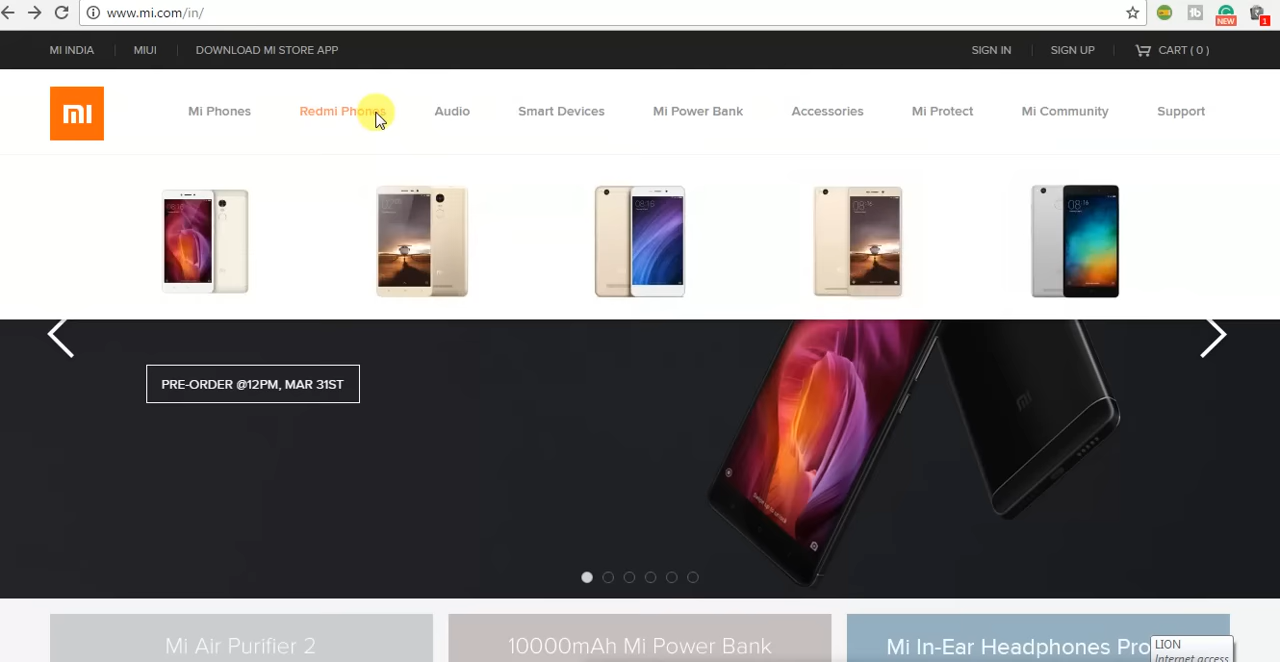 www.mi.com/in/
NEW
1
MI INDIA
MIUI
DOWNLOAD MI STORE APP
SIGN IN
SIGN UP
CART ( 0 )
Mi Phones
Redmi Phones
Audio
Smart Devices
Mi Power Bank
Accessories
Mi Protect
Mi Community
Support
PRE-ORDER @12PM, MAR 31ST
Mi Air Purifier 2
10000mAh Mi Power Bank
Mi In-Ear Headphones Pro
LION
Internet access